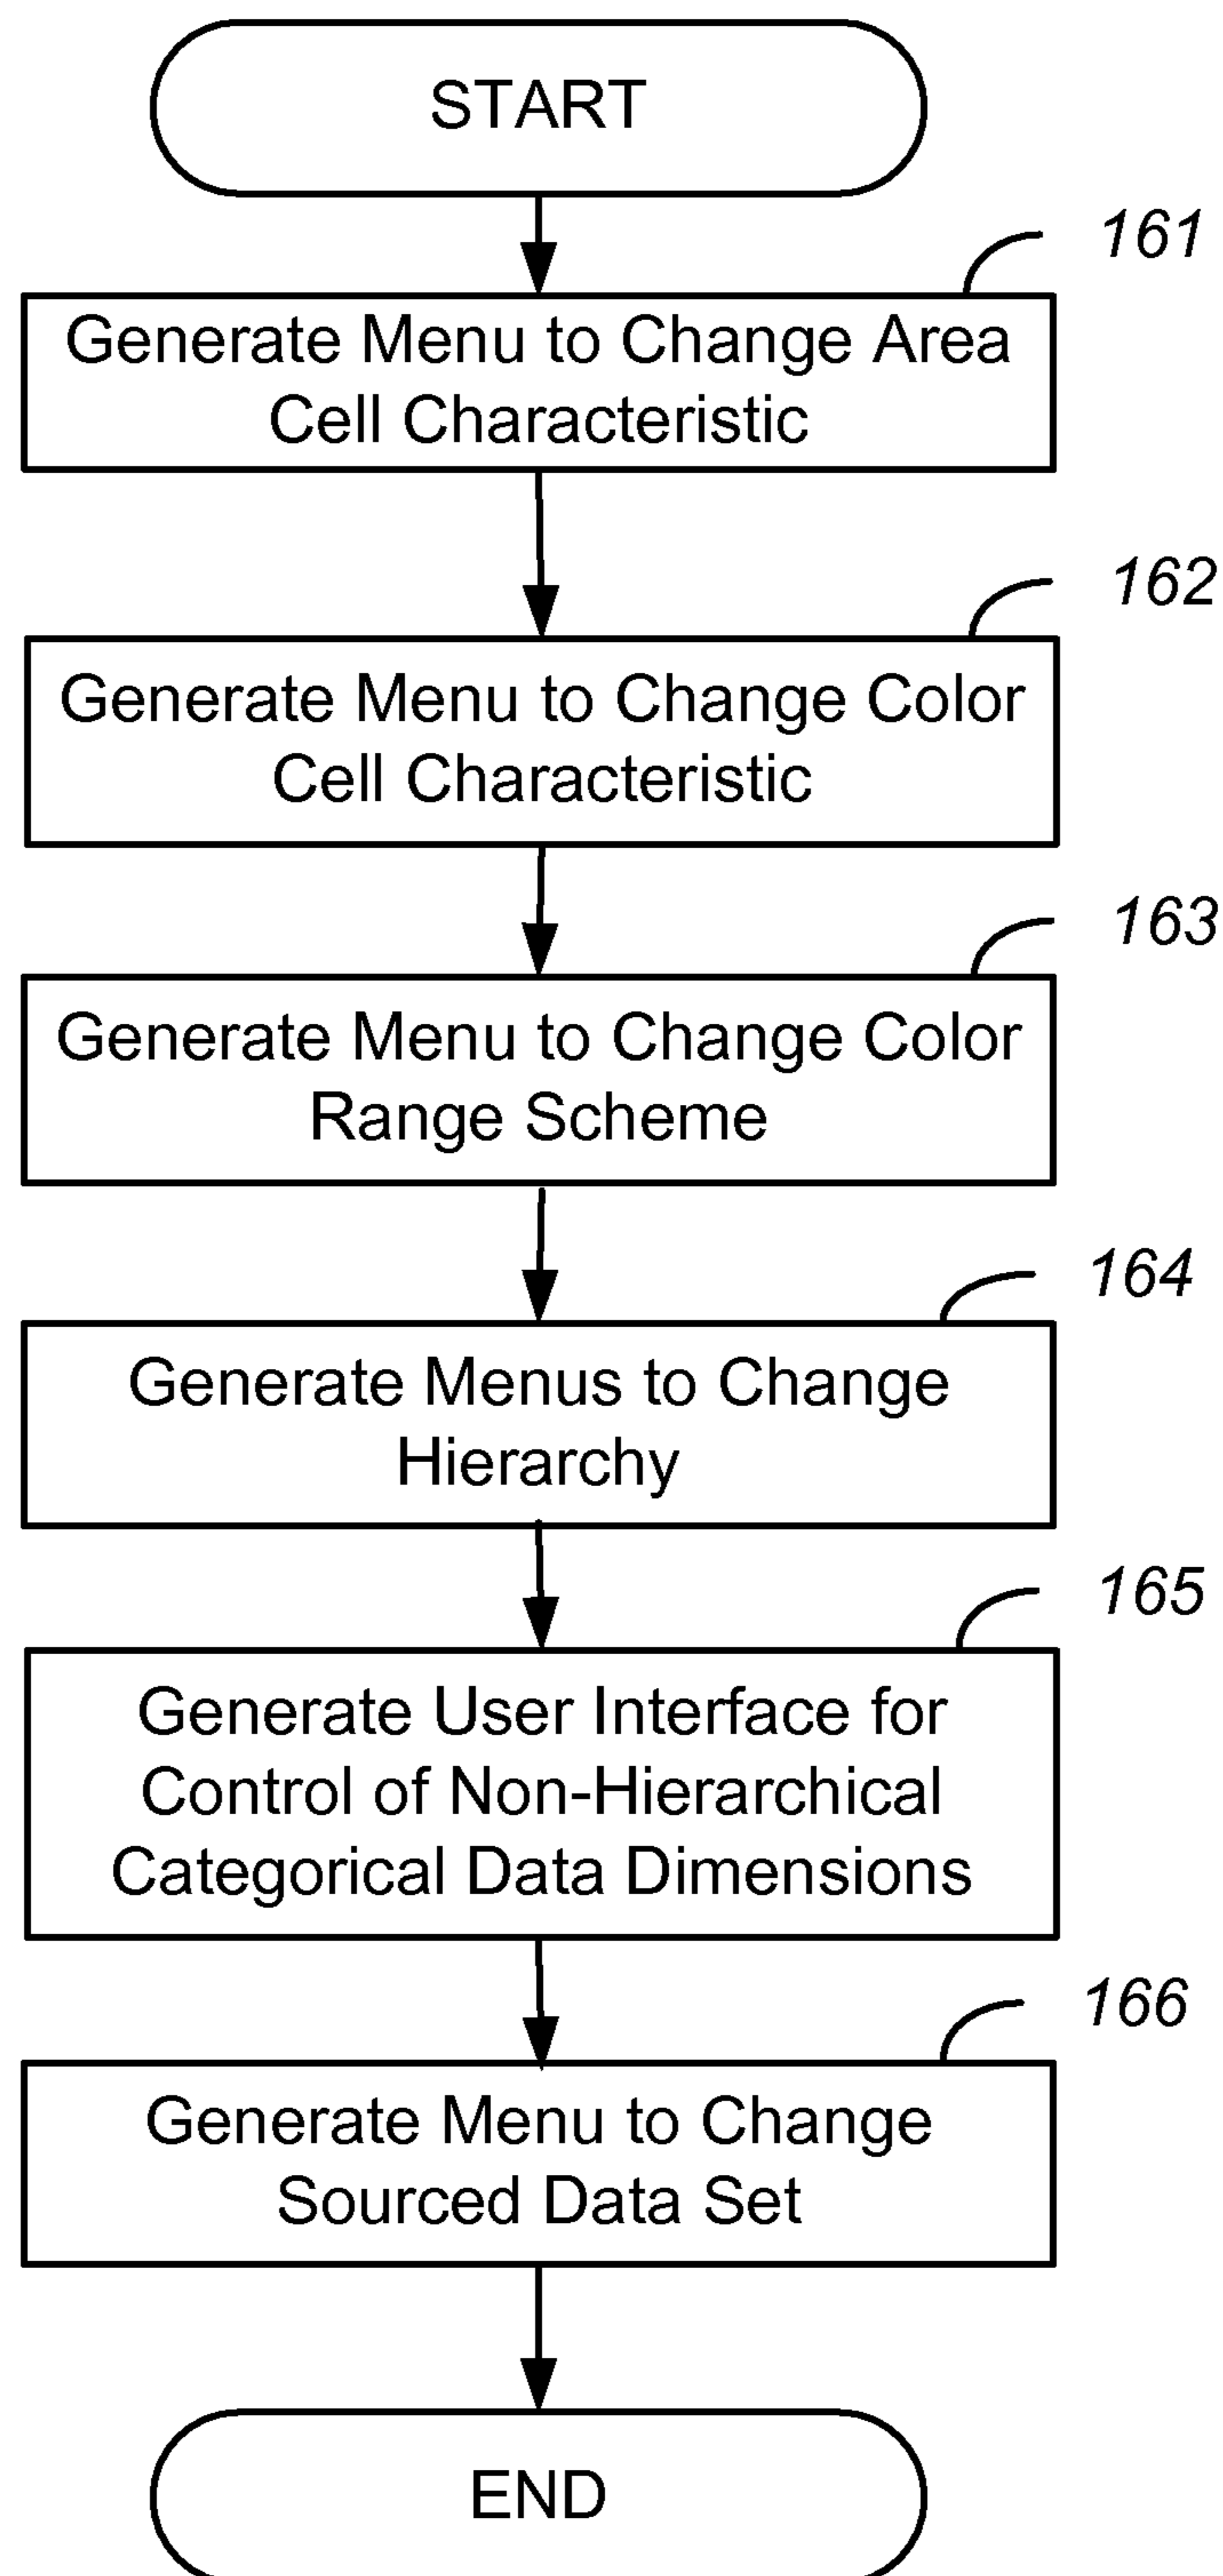 START
161
Generate Menu to Change Area
Cell Characteristic
162
Generate Menu to Change Color
Cell Characteristic
163
Generate Menu to Change Color
Range Scheme
164
Generate Menus to Change
Hierarchy
165
Generate User Interface for
Control of Non-Hierarchical
Categorical Data Dimensions
166
Generate Menu to Change
Sourced Data Set
END